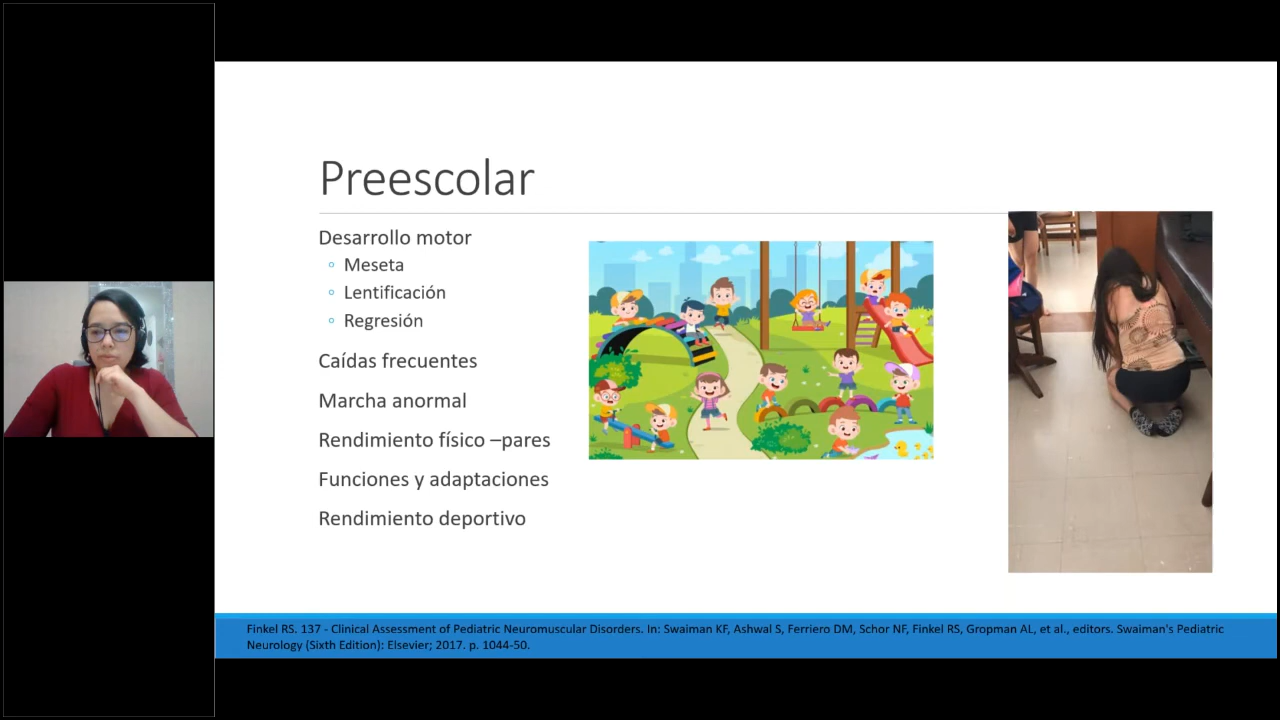 Preescolar
Desarrollo motor
Meseta
Lentificación
Regresión
Caídas frecuentes
Marcha anormal
Rendimiento físico –pares
Funciones y adaptaciones
Rendimiento deportivo
Finkel RS. 137 - Clinical Assessment of Pediatric Neuromuscular Disorders. In: Swaiman KF, Ashwal S, Ferriero DM, Schor NF, Finkel RS, Gropman AL, et al., editors. Swaiman's Pediatric
Neurology (Sixth Edition): Elsevier; 2017. p. 1044-50.